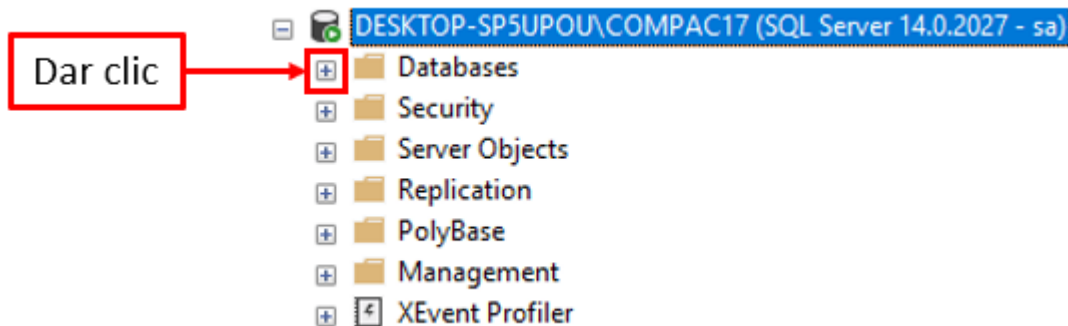 DESKTOP-SP5UPOU\COMPAC17 (SQL Server 14.0.2027 - sa)
Dar clic
Databases
Security
Server Objects
Replication
PolyBase
Management
XEvent Profiler